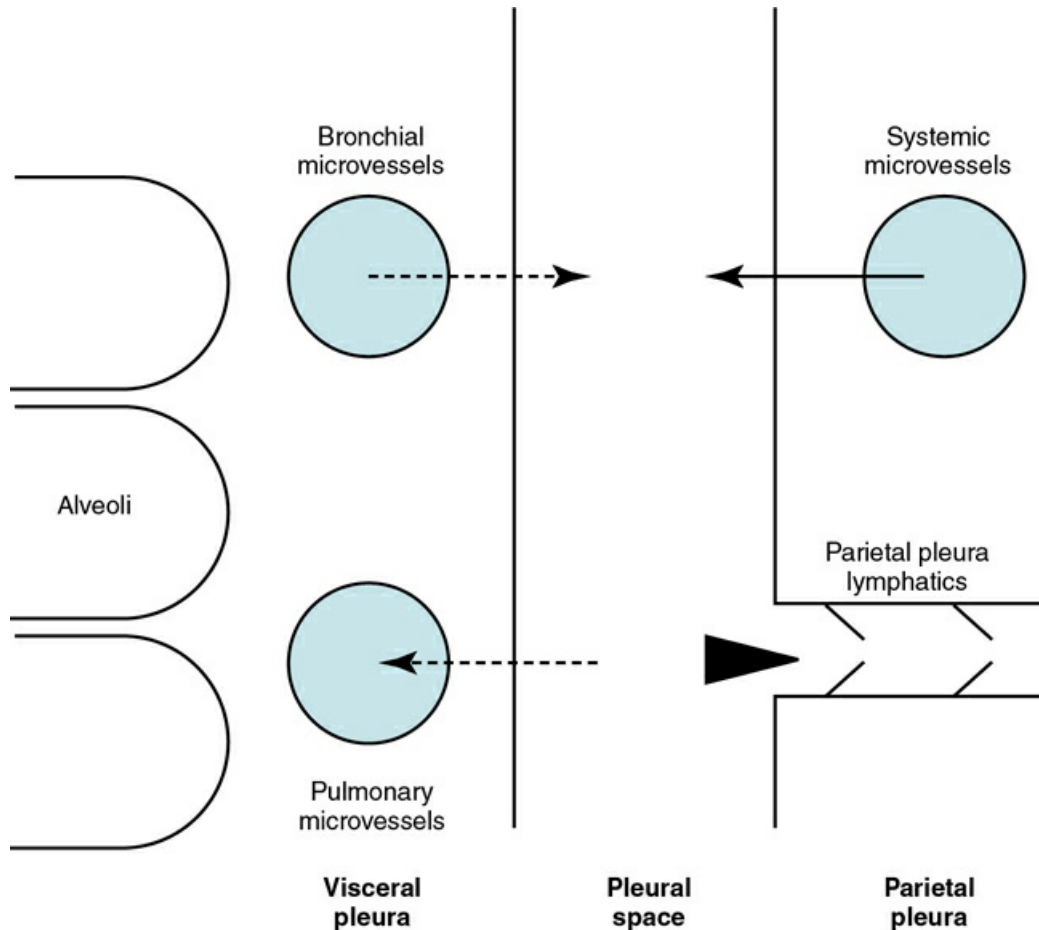 Bronchial
microvessels
Systemic
microvessels
Alveoli
Parietal pleura
lymphatics
Pulmonary
microvessels
Visceral
pleura
Pleural
space
Parietal
pleura